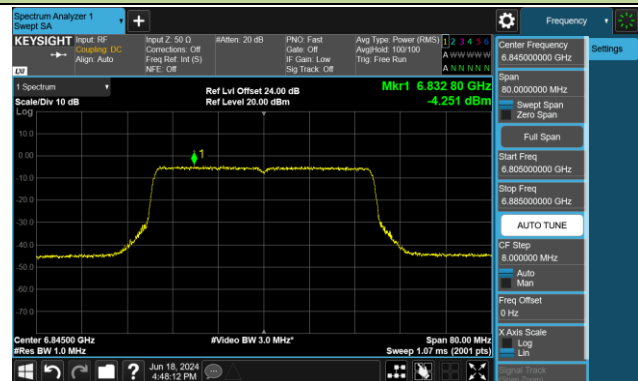 Spectrum Analyzer 1
Swept SA
Frequency
KEYSIGHT
Input: RF
Coupling: DC
Align: Auto
Input Z: 50 Ω
Corrections: Off
Freq Ref: Int (S)
NFE: Off
#Atten: 20 dB
PNO: Fast
Gate: Off
IF Gain: Low
Sig Track: Off
Avg Type: Power (RMS)
Avg|Hold: 100/100
Trig: Free Run
1 2 3 4 5 6
A W W W W W
A N N N N N
LXI
1 Spectrum
Scale/Div 10 dB
Log
Ref Lvl Offset 24.00 dB
Ref Level 20.00 dBm
Mkr1 6.832 80 GHz
-4.251 dBm
1
10.0
0.00
-10.0
-20.0
-30.0
-40.0
-50.0
-60.0
-70.0
Center 6.84500 GHz
#Res BW 1.0 MHz
#Video BW 3.0 MHz*
Span 80.00 MHz
Sweep 1.07 ms (2001 pts)
Jun 18, 2024
4:48:12 PM
Center Frequency
6.845000000 GHz
Settings
Span
80.0000000 MHz
Swept Span
Zero Span
Full Span
Start Freq
6.805000000 GHz
Stop Freq
6.885000000 GHz
AUTO TUNE
CF Step
8.000000 MHz
Auto
Man
Freq Offset
0 Hz
X Axis Scale
Log
Lin
Signal Track